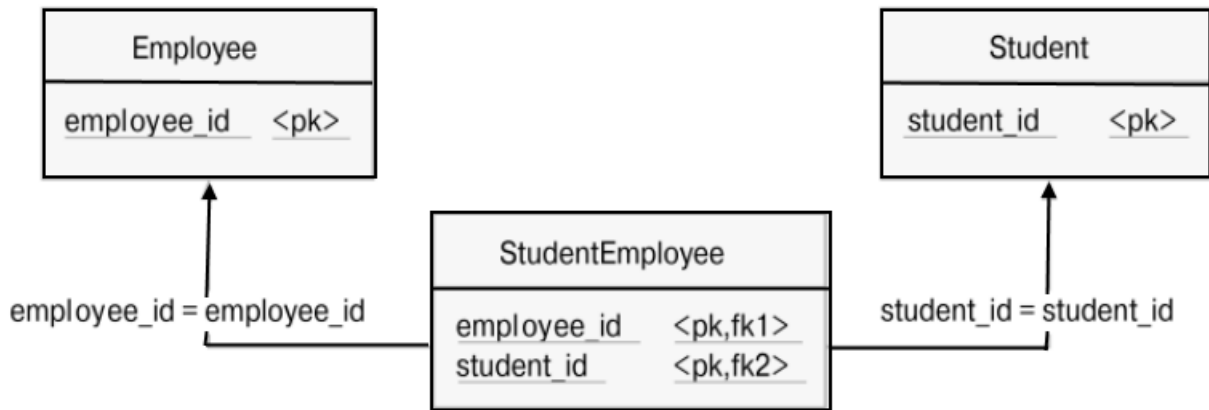 Employee
employee_id <pk>
Student
student_id <pk>
StudentEmployee
employee_id <pk,fk1>
student_id <pk,fk2>
employee_id = employee_id
student_id = student_id